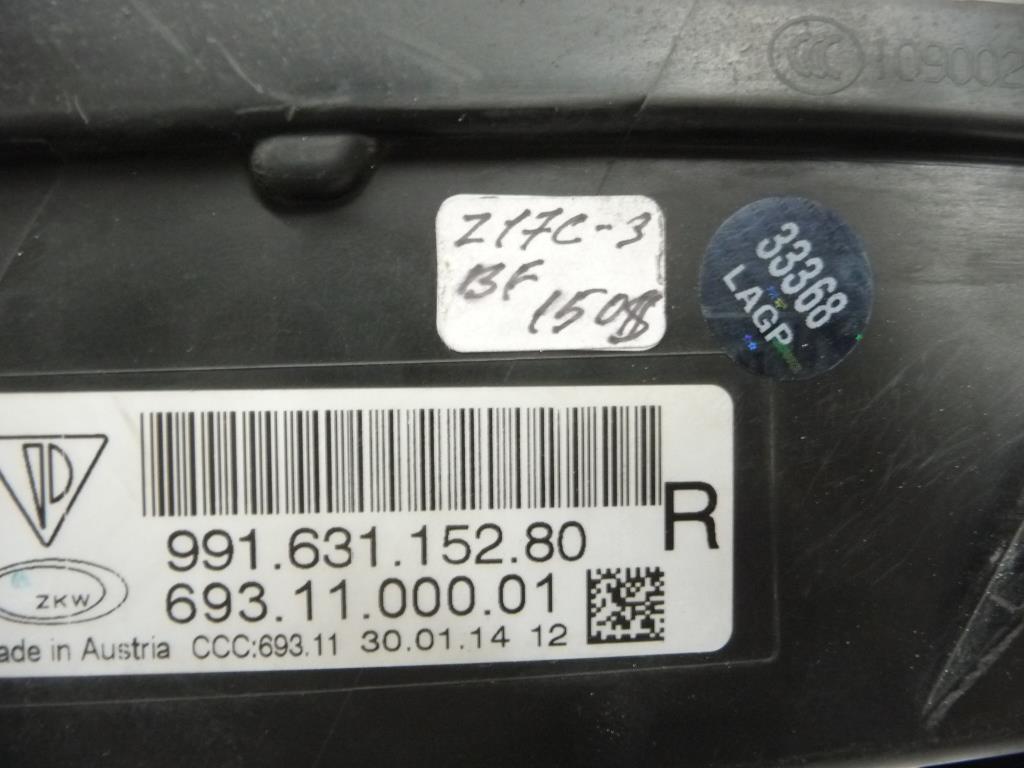 CCC 109002
Z17C-3
BF
33368
LAGP
R
991.631.152.80
ZKW
693.11.000.01
ade in Austria CCC:693.11 30.01.14 12